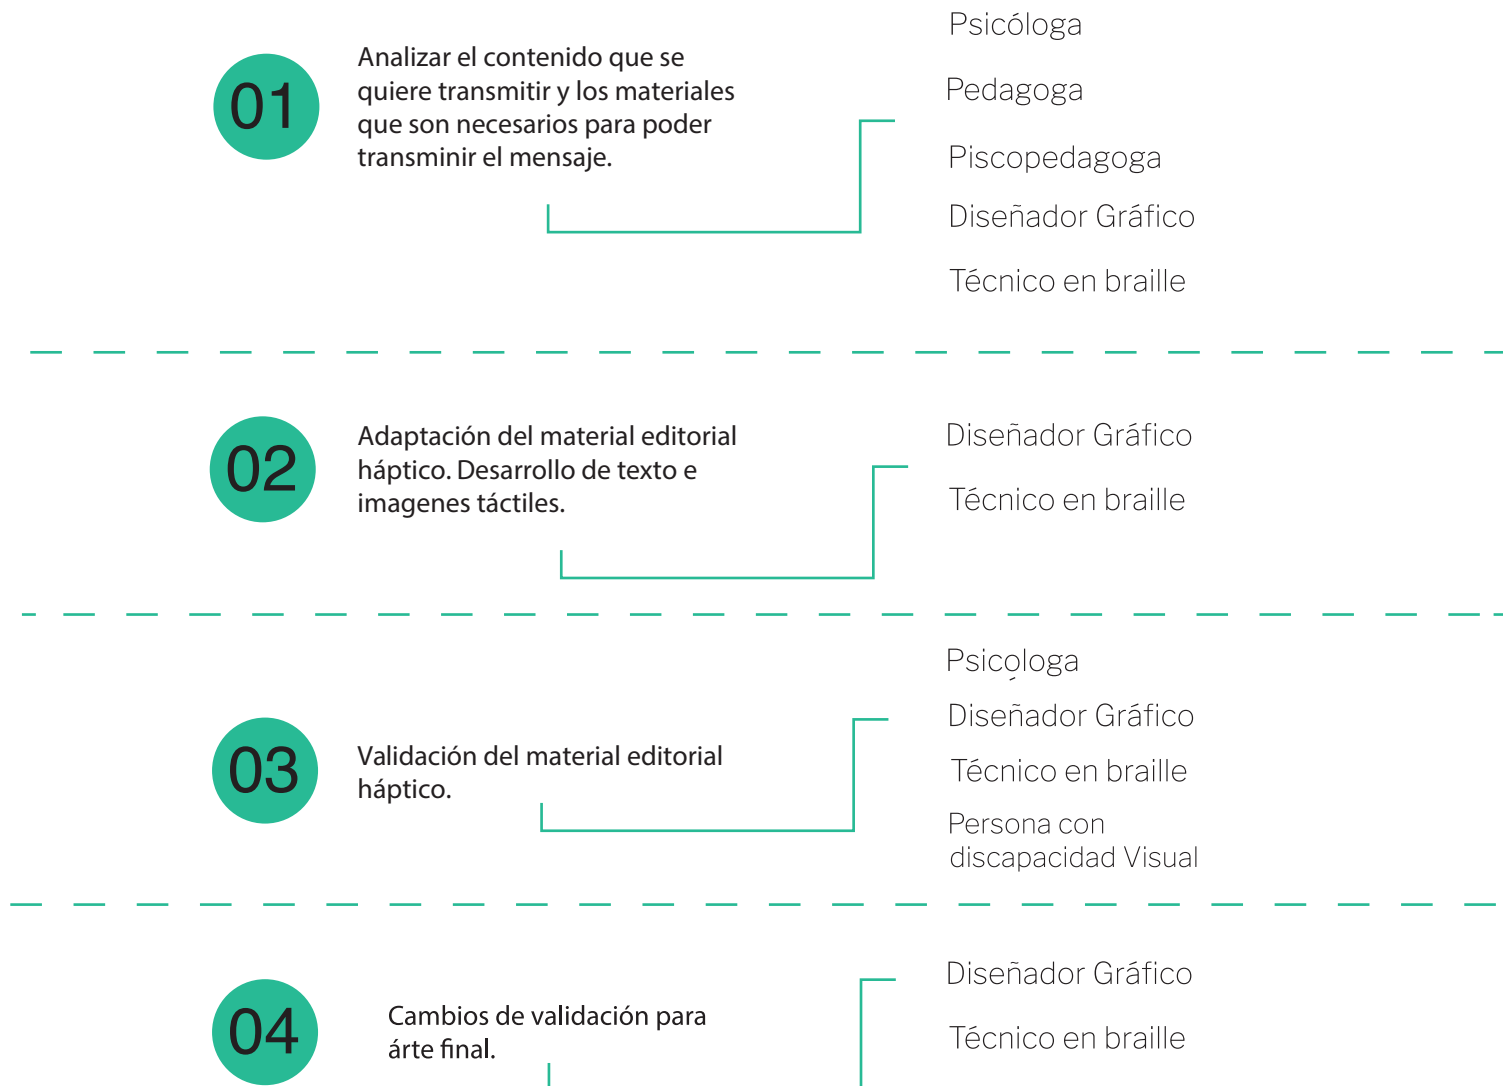 01
Analizar el contenido que se
quiere transmitir y los materiales
que son necesarios para poder
transminir el mensaje.
Psicóloga
Pedagoga
Piscopedagoga
Diseñador Gráfico
Técnico en braille
02
Adaptación del material editorial
háptico. Desarrollo de texto e
imagenes táctiles.
Diseñador Gráfico
Técnico en braille
03
Validación del material editorial
háptico.
Psicologa
Diseñador Gráfico
Técnico en braille
Persona con
discapacidad Visual
04
Cambios de validación para
árte final.
Diseñador Gráfico
Técnico en braille